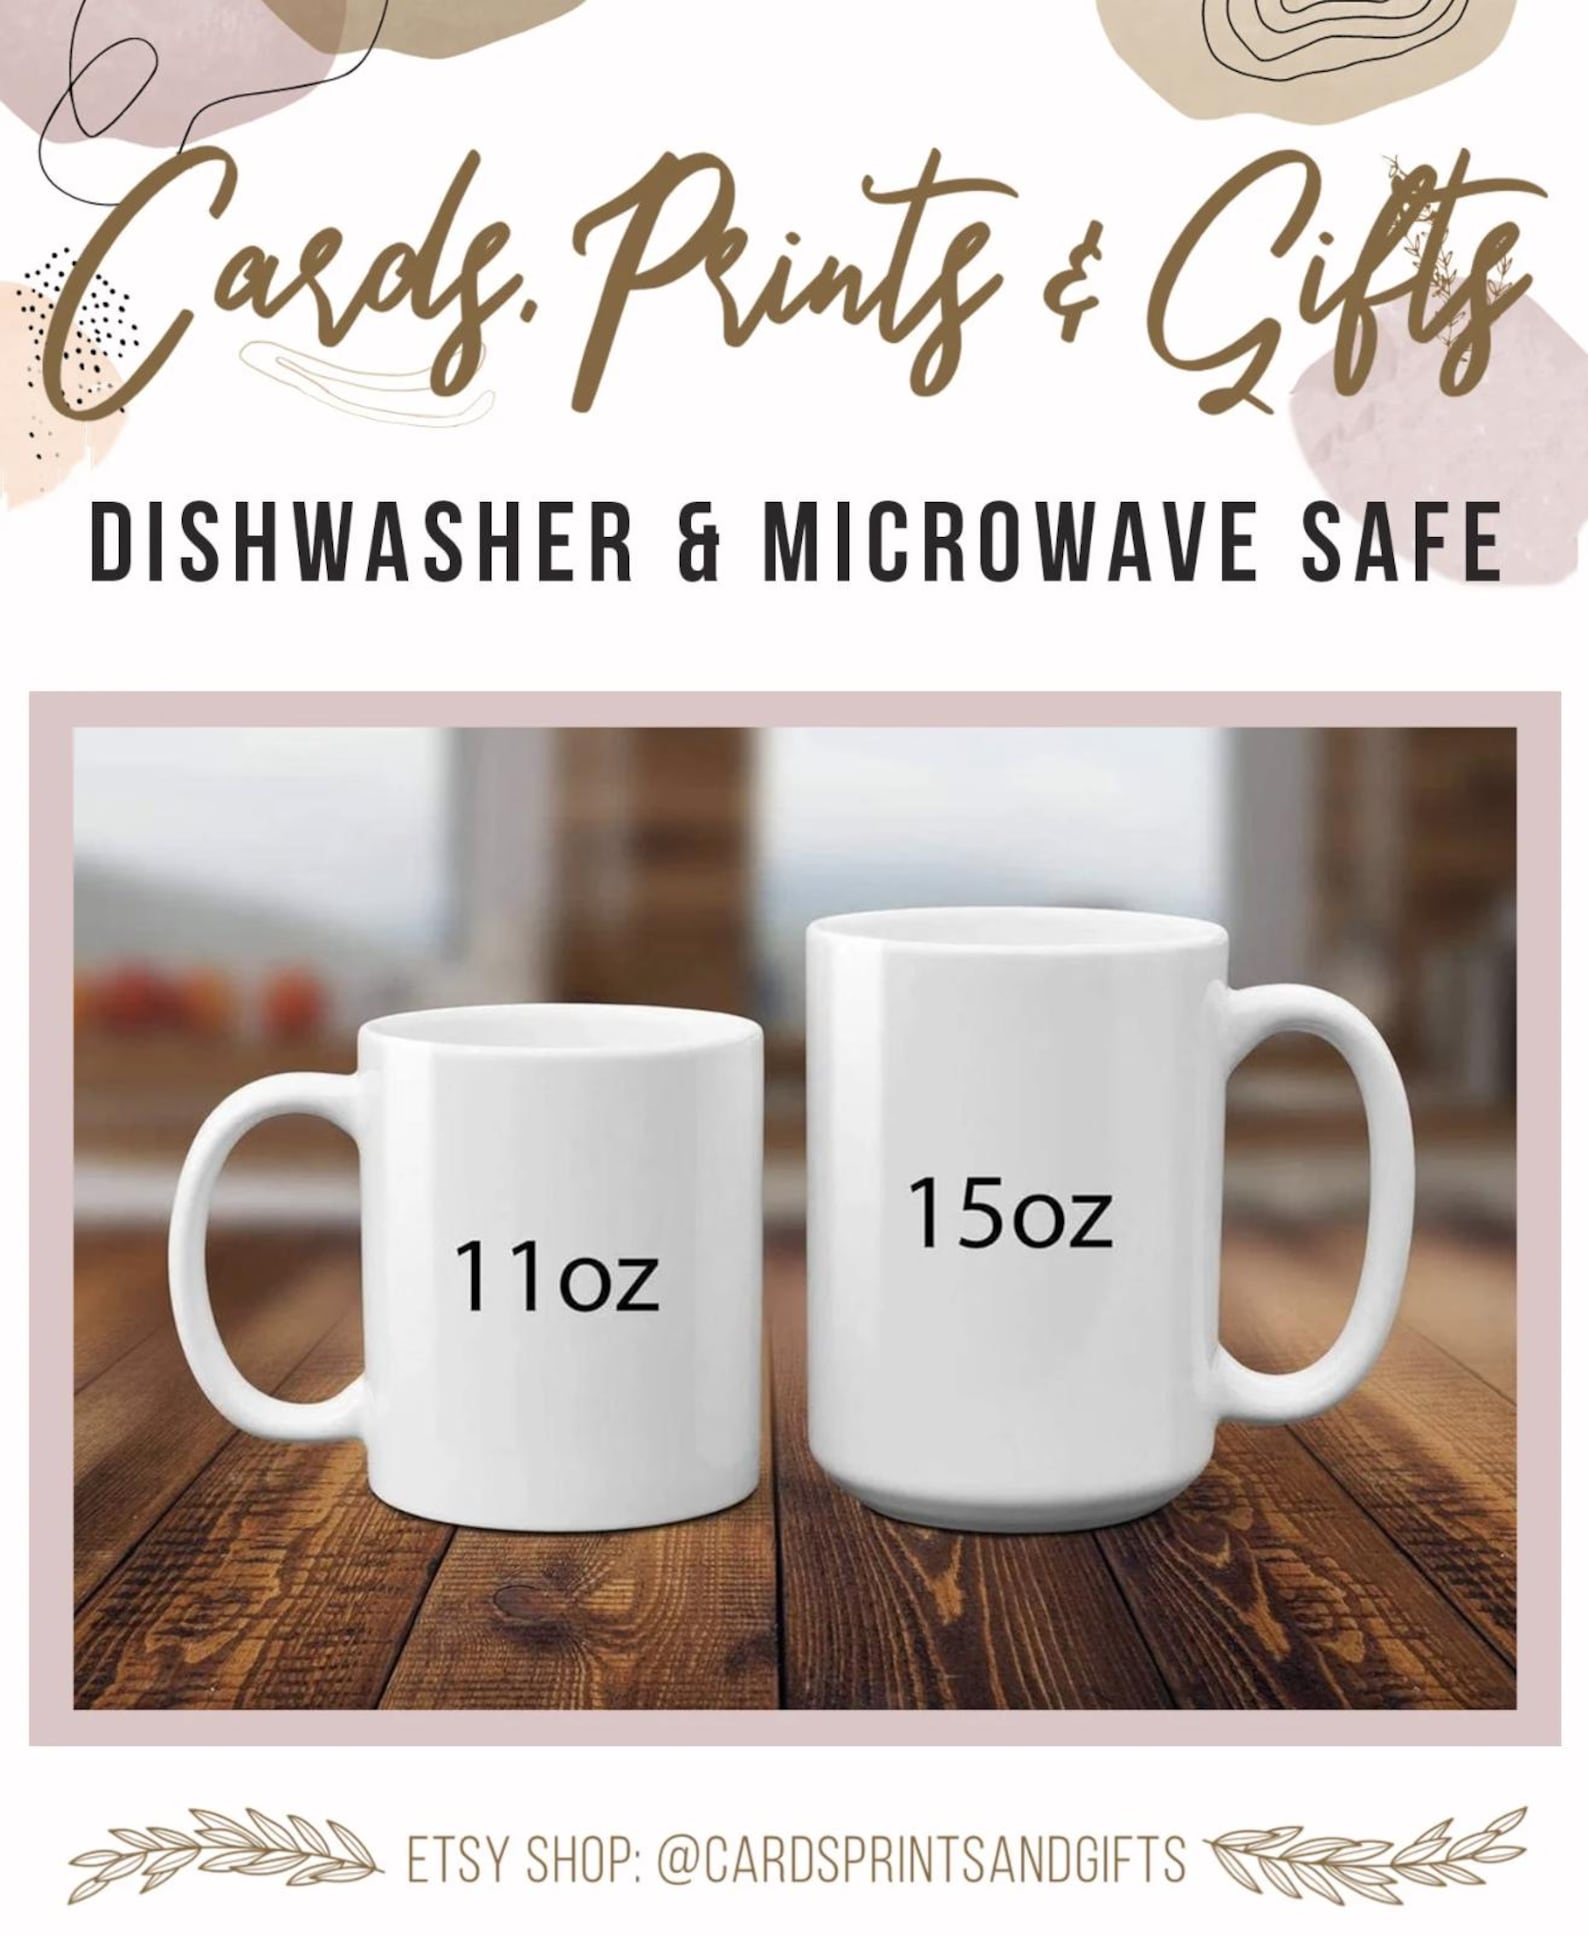 Cards, Prints & Gifts
DISHWASHER & MICROWAVE SAFE
11oz
15oz
ETSY SHOP: @CARDSPRINTSANDGIFTS